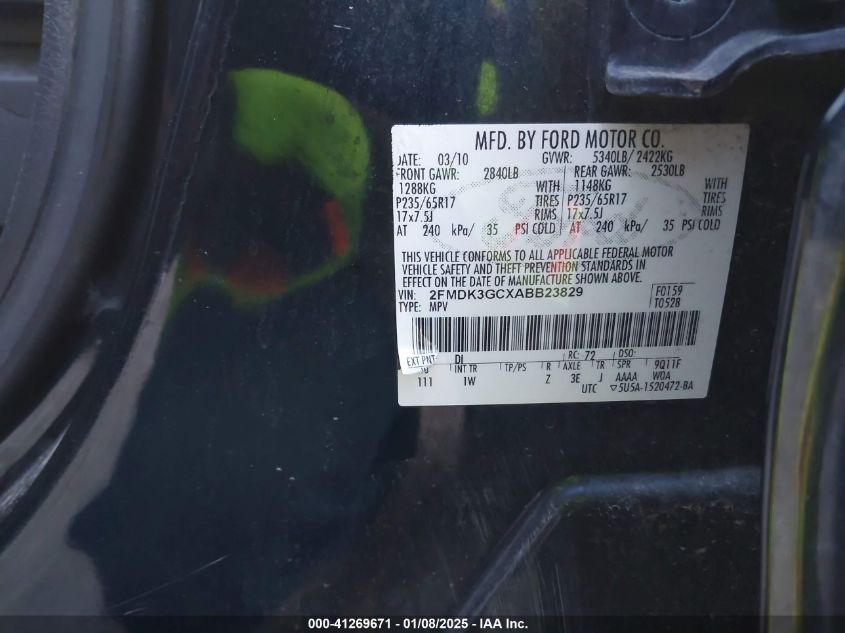 MFD. BY FORD MOTOR CO.
DATE: 03/10 GVWR: 5340LB/ 2422KG
FRONT GAWR: 2840LB REAR GAWR: 2530LB
1288KG WITH 1148KG WITH
P235/65R17 TIRES P235/65R17 TIRES
17x7.5J RIMS 17x7.5J RIMS
AT 240 kPa/ 35 PSI COLD AT 240 kPa/ 35 PSI COLD
THIS VEHICLE CONFORMS TO ALL APPLICABLE FEDERAL MOTOR
VEHICLE SAFETY AND THEFT PREVENTION STANDARDS IN
EFFECT ON THE DATE OF MANUFACTURE SHOWN ABOVE.
VIN: 2FMDK3GCXABB23829 F0159
TYPE: MPV T0528
EXT PNT: DI RC: 72 DSO:
INT TR TP/PS R AXLE TR SPR 9Q11F
111 1W Z 3E J AAAA WOA
UTC ▽5U5A-1520472-BA
000-41269671 - 01/08/2025 - IAA Inc.